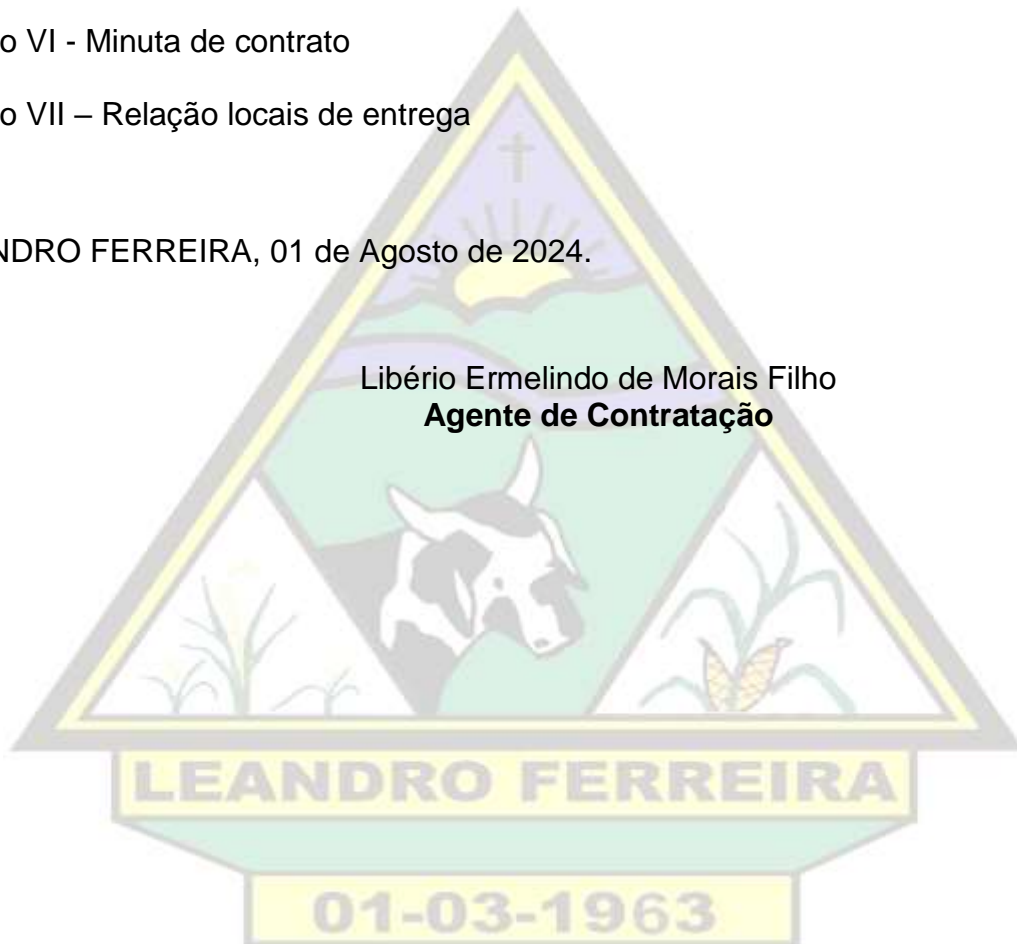 o VI - Minuta de contrato
o VII – Relação locais de entrega
NDRO FERREIRA, 01 de Agosto de 2024.
Libério Ermelindo de Morais Filho
Agente de Contratação
LEANDRO FERREIRA
01-03-1963